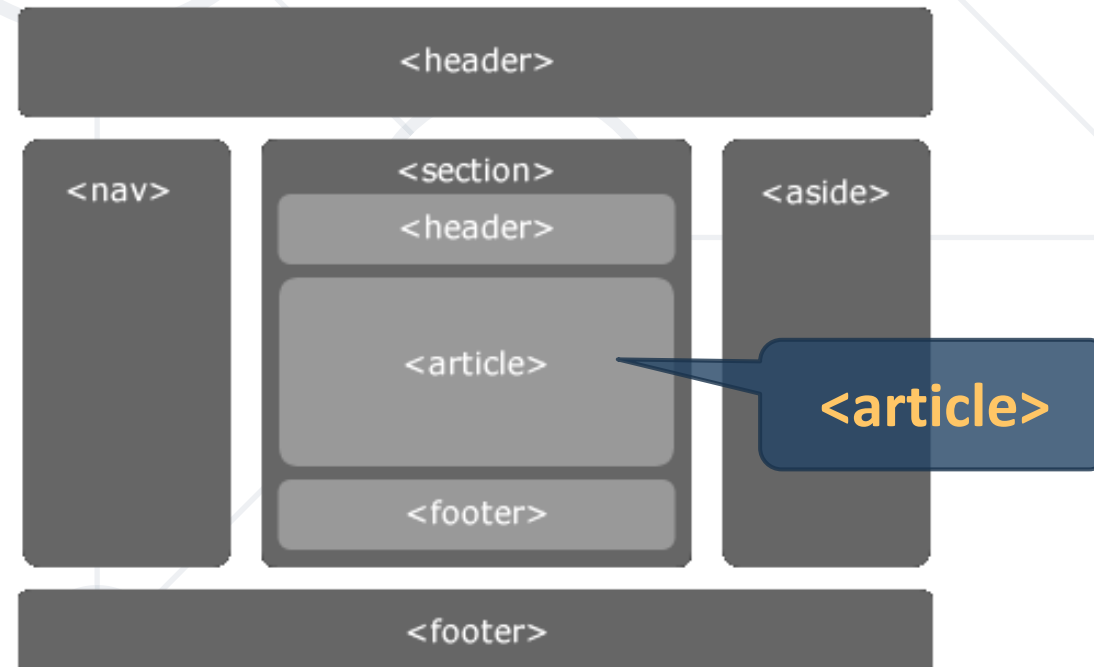 <header>
<nav>
<section>
<header>
<article>
<footer>
<aside>
<article>
<footer>